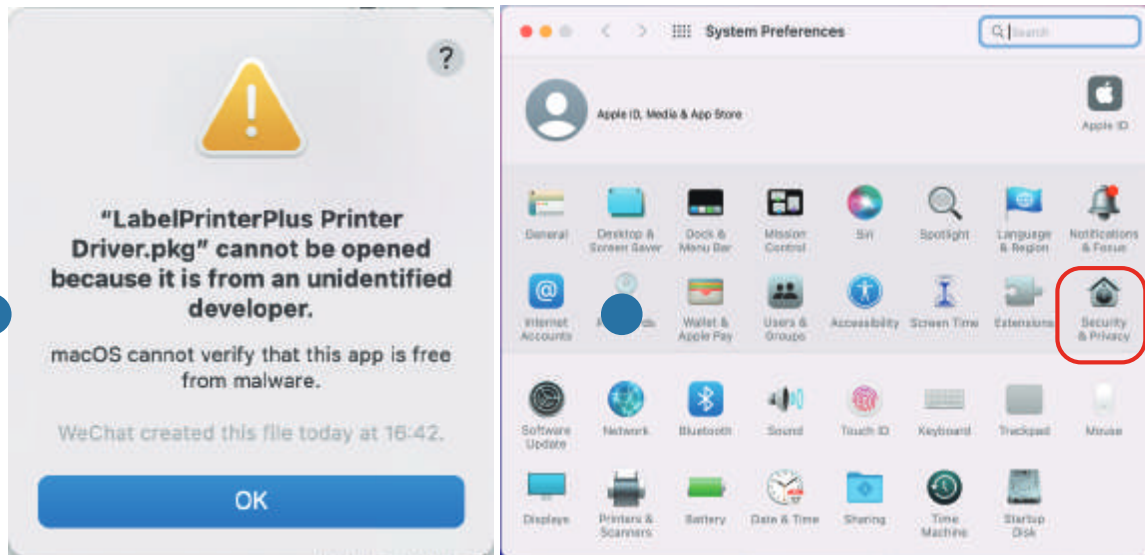 ?
“LabelPrinterPlus Printer
Driver.pkg” cannot be opened
because it is from an unidentified
developer.
macOS cannot verify that this app is free
from malware.
WeChat created this file today at 16:42.
OK
System Preferences
Search
Apple ID, Media & App Store
Apple ID
General
Desktop &
Screen Saver
Dock &
Menu Bar
Mission
Control
Siri
Spotlight
Language
& Region
Notifications
& Focus
Internet
Accounts
Wallet &
Apple Pay
Users &
Groups
Accessibility
Screen Time
Extensions
Security
& Privacy
Software
Update
Network
Bluetooth
Sound
Touch ID
Keyboard
Trackpad
Mouse
Displays
Printers &
Scanners
Battery
Date & Time
Sharing
Time
Machine
Startup
Disk